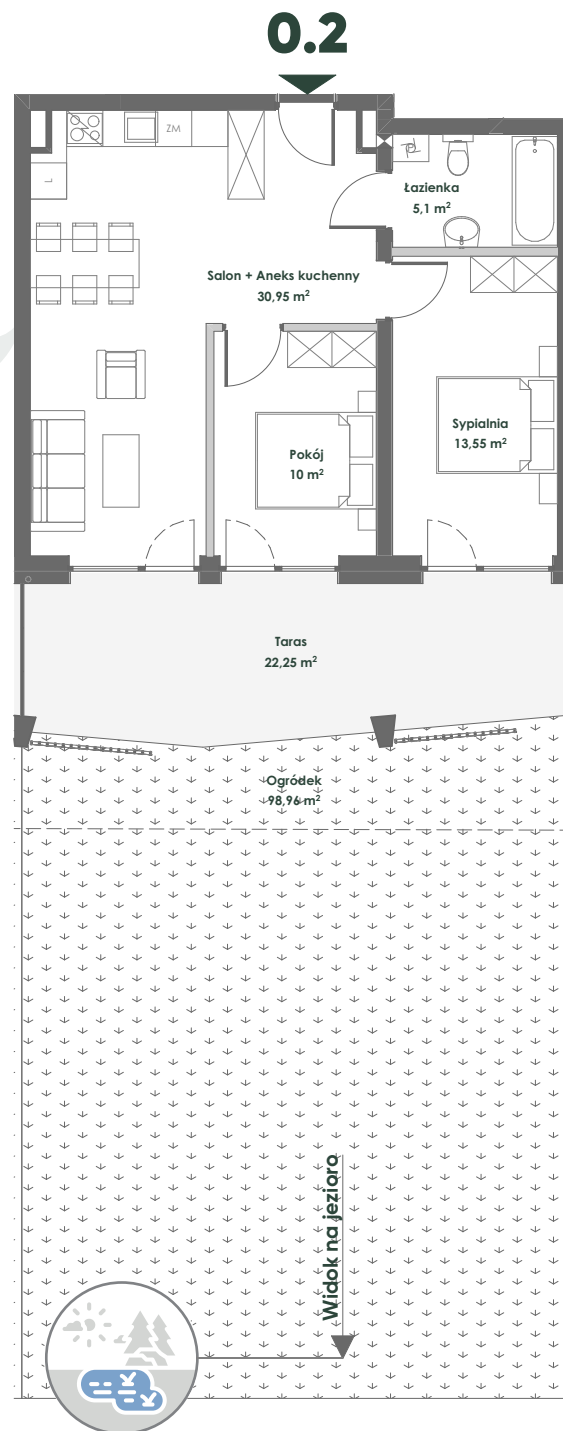 0.2
ZM
L
Łazienka
5,1 m²
Salon + Aneks kuchenny
30,95 m²
Sypialnia
13,55 m²
Pokój
10 m²
Taras
22,25 m²
Ogródek
98,96 m²
Widok na jezioro